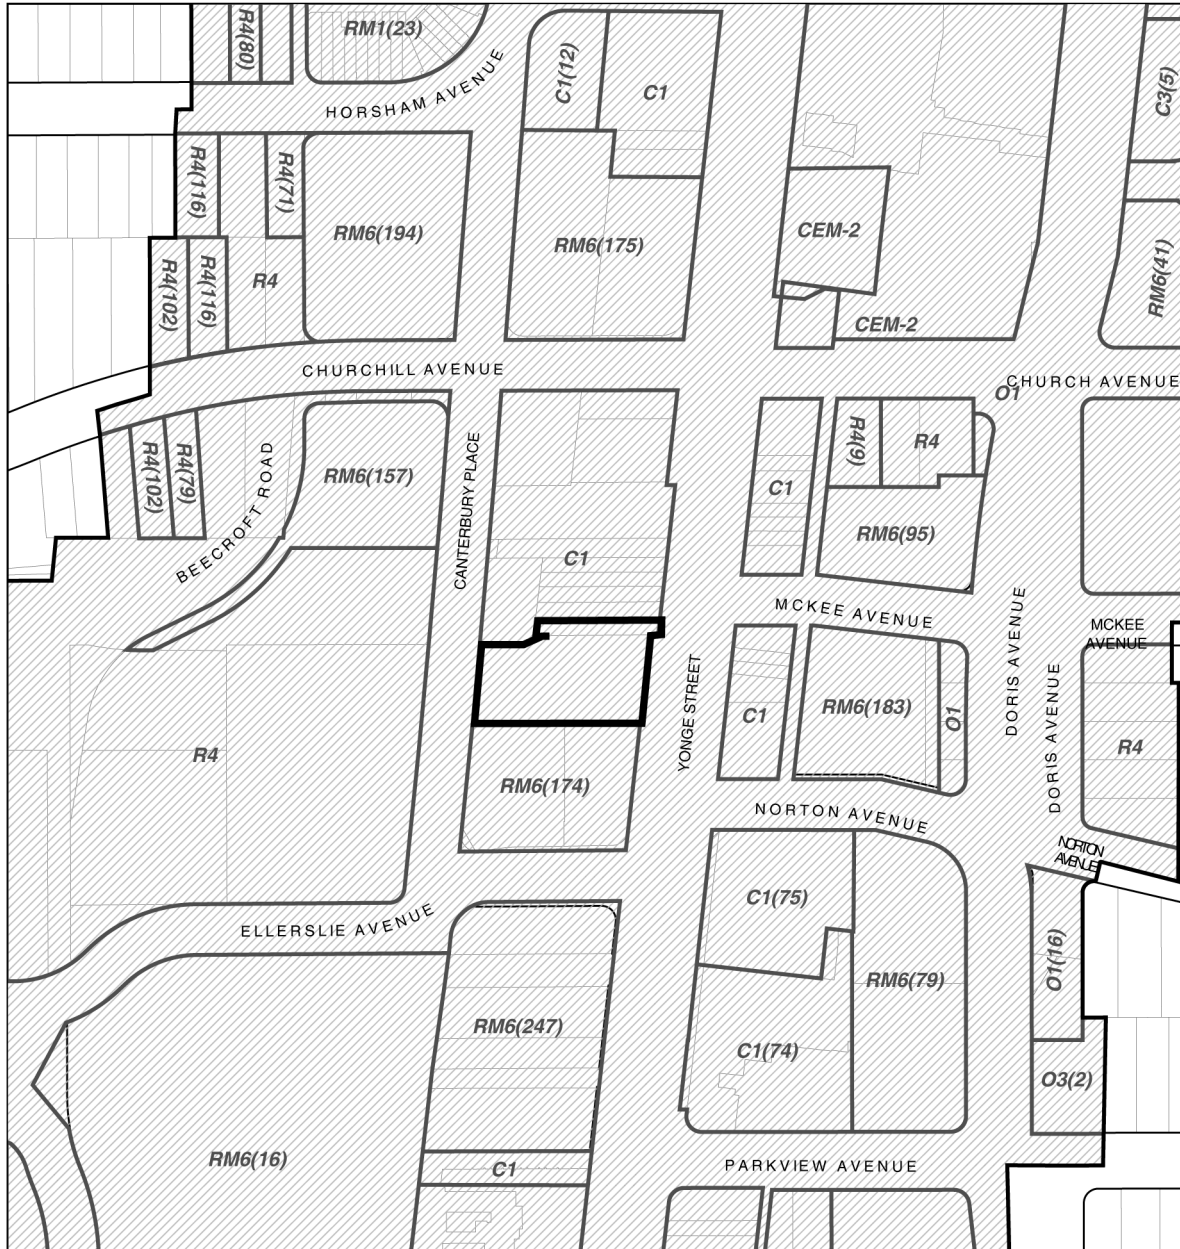 R4(80)
RM1(23)
HORSHAM AVENUE
C1(12)
C1
C3(5)
R4(116)
R4(71)
RM6(194)
RM6(175)
CEM-2
RM6(41)
R4(102)
R4(116)
R4
CEM-2
CHURCHILL AVENUE
CHURCH AVENUE
O1
R4(102)
R4(79)
BEECROFT ROAD
RM6(157)
CANTERBURY PLACE
C1
C1
R4(9)
R4
RM6(95)
MCKEE AVENUE
DORIS AVENUE
MCKEE
AVENUE
R4
RM6(174)
YONGE STREET
C1
RM6(183)
O1
DORIS AVENUE
R4
NORTON AVENUE
NORTON
AVENUE
ELLERSLIE AVENUE
C1(75)
RM6(79)
O1(16)
RM6(247)
C1(74)
O3(2)
RM6(16)
C1
PARKVIEW AVENUE